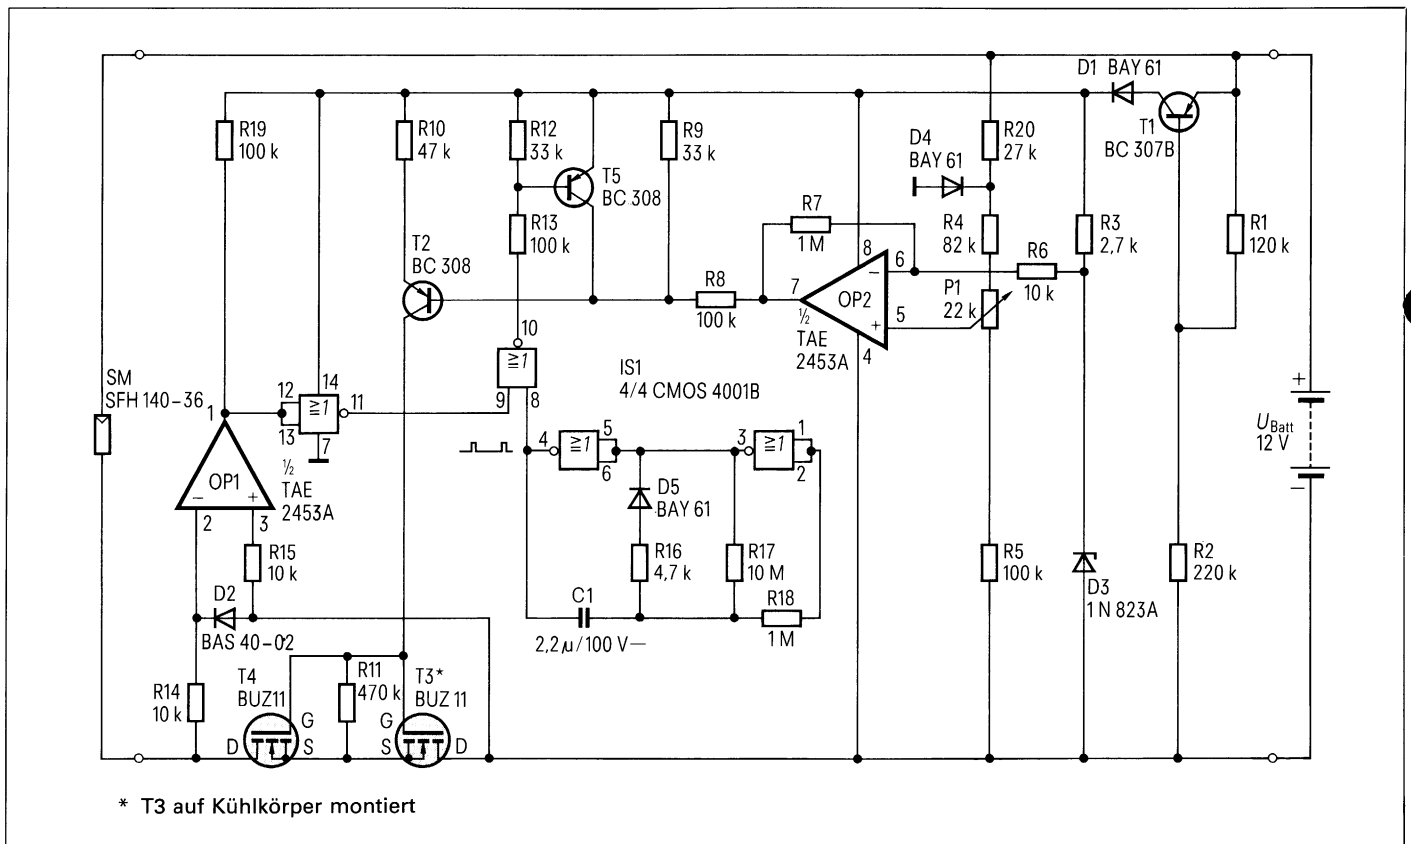 D1 BAY 61
R19
100 k
R10
47 k
R12
33 k
R9
33 k
D4
BAY 61
R20
27 k
T1
BC 307B
T5
BC 308
R13
100 k
R7
1 M
R4
82 k
R3
2,7 k
R1
120 k
T2
BC 308
R8
100 k
7
8
6
−
OP2
+
5
4
½
TAE
2453A
R6
10 k
P1
22 k
10
≧1
9
8
IS1
4/4 CMOS 4001B
SM
SFH 140-36
1
12
13
14
≧1
11
7
OP1
−
+
2
3
½
TAE
2453A
4
≧1
5
6
3
≧1
1
2
+
U Batt
12 V
−
D5
BAY 61
R15
10 k
R16
4,7 k
R17
10 M
R5
100 k
D3
1 N 823A
R2
220 k
D2
BAS 40-02
C1
2,2 µ/100 V—
R18
1 M
R14
10 k
T4
BUZ11
R11
470 k
T3*
BUZ 11
G
D
S
G
S
D
* T3 auf Kühlkörper montiert